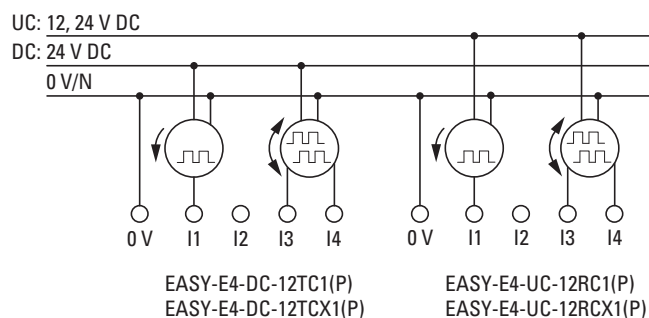 UC: 12, 24 V DC
DC: 24 V DC
0 V/N
0 V I1 I2 I3 I4 0 V I1 I2 I3 I4
EASY-E4-DC-12TC1(P) EASY-E4-UC-12RC1(P)
EASY-E4-DC-12TCX1(P) EASY-E4-UC-12RCX1(P)